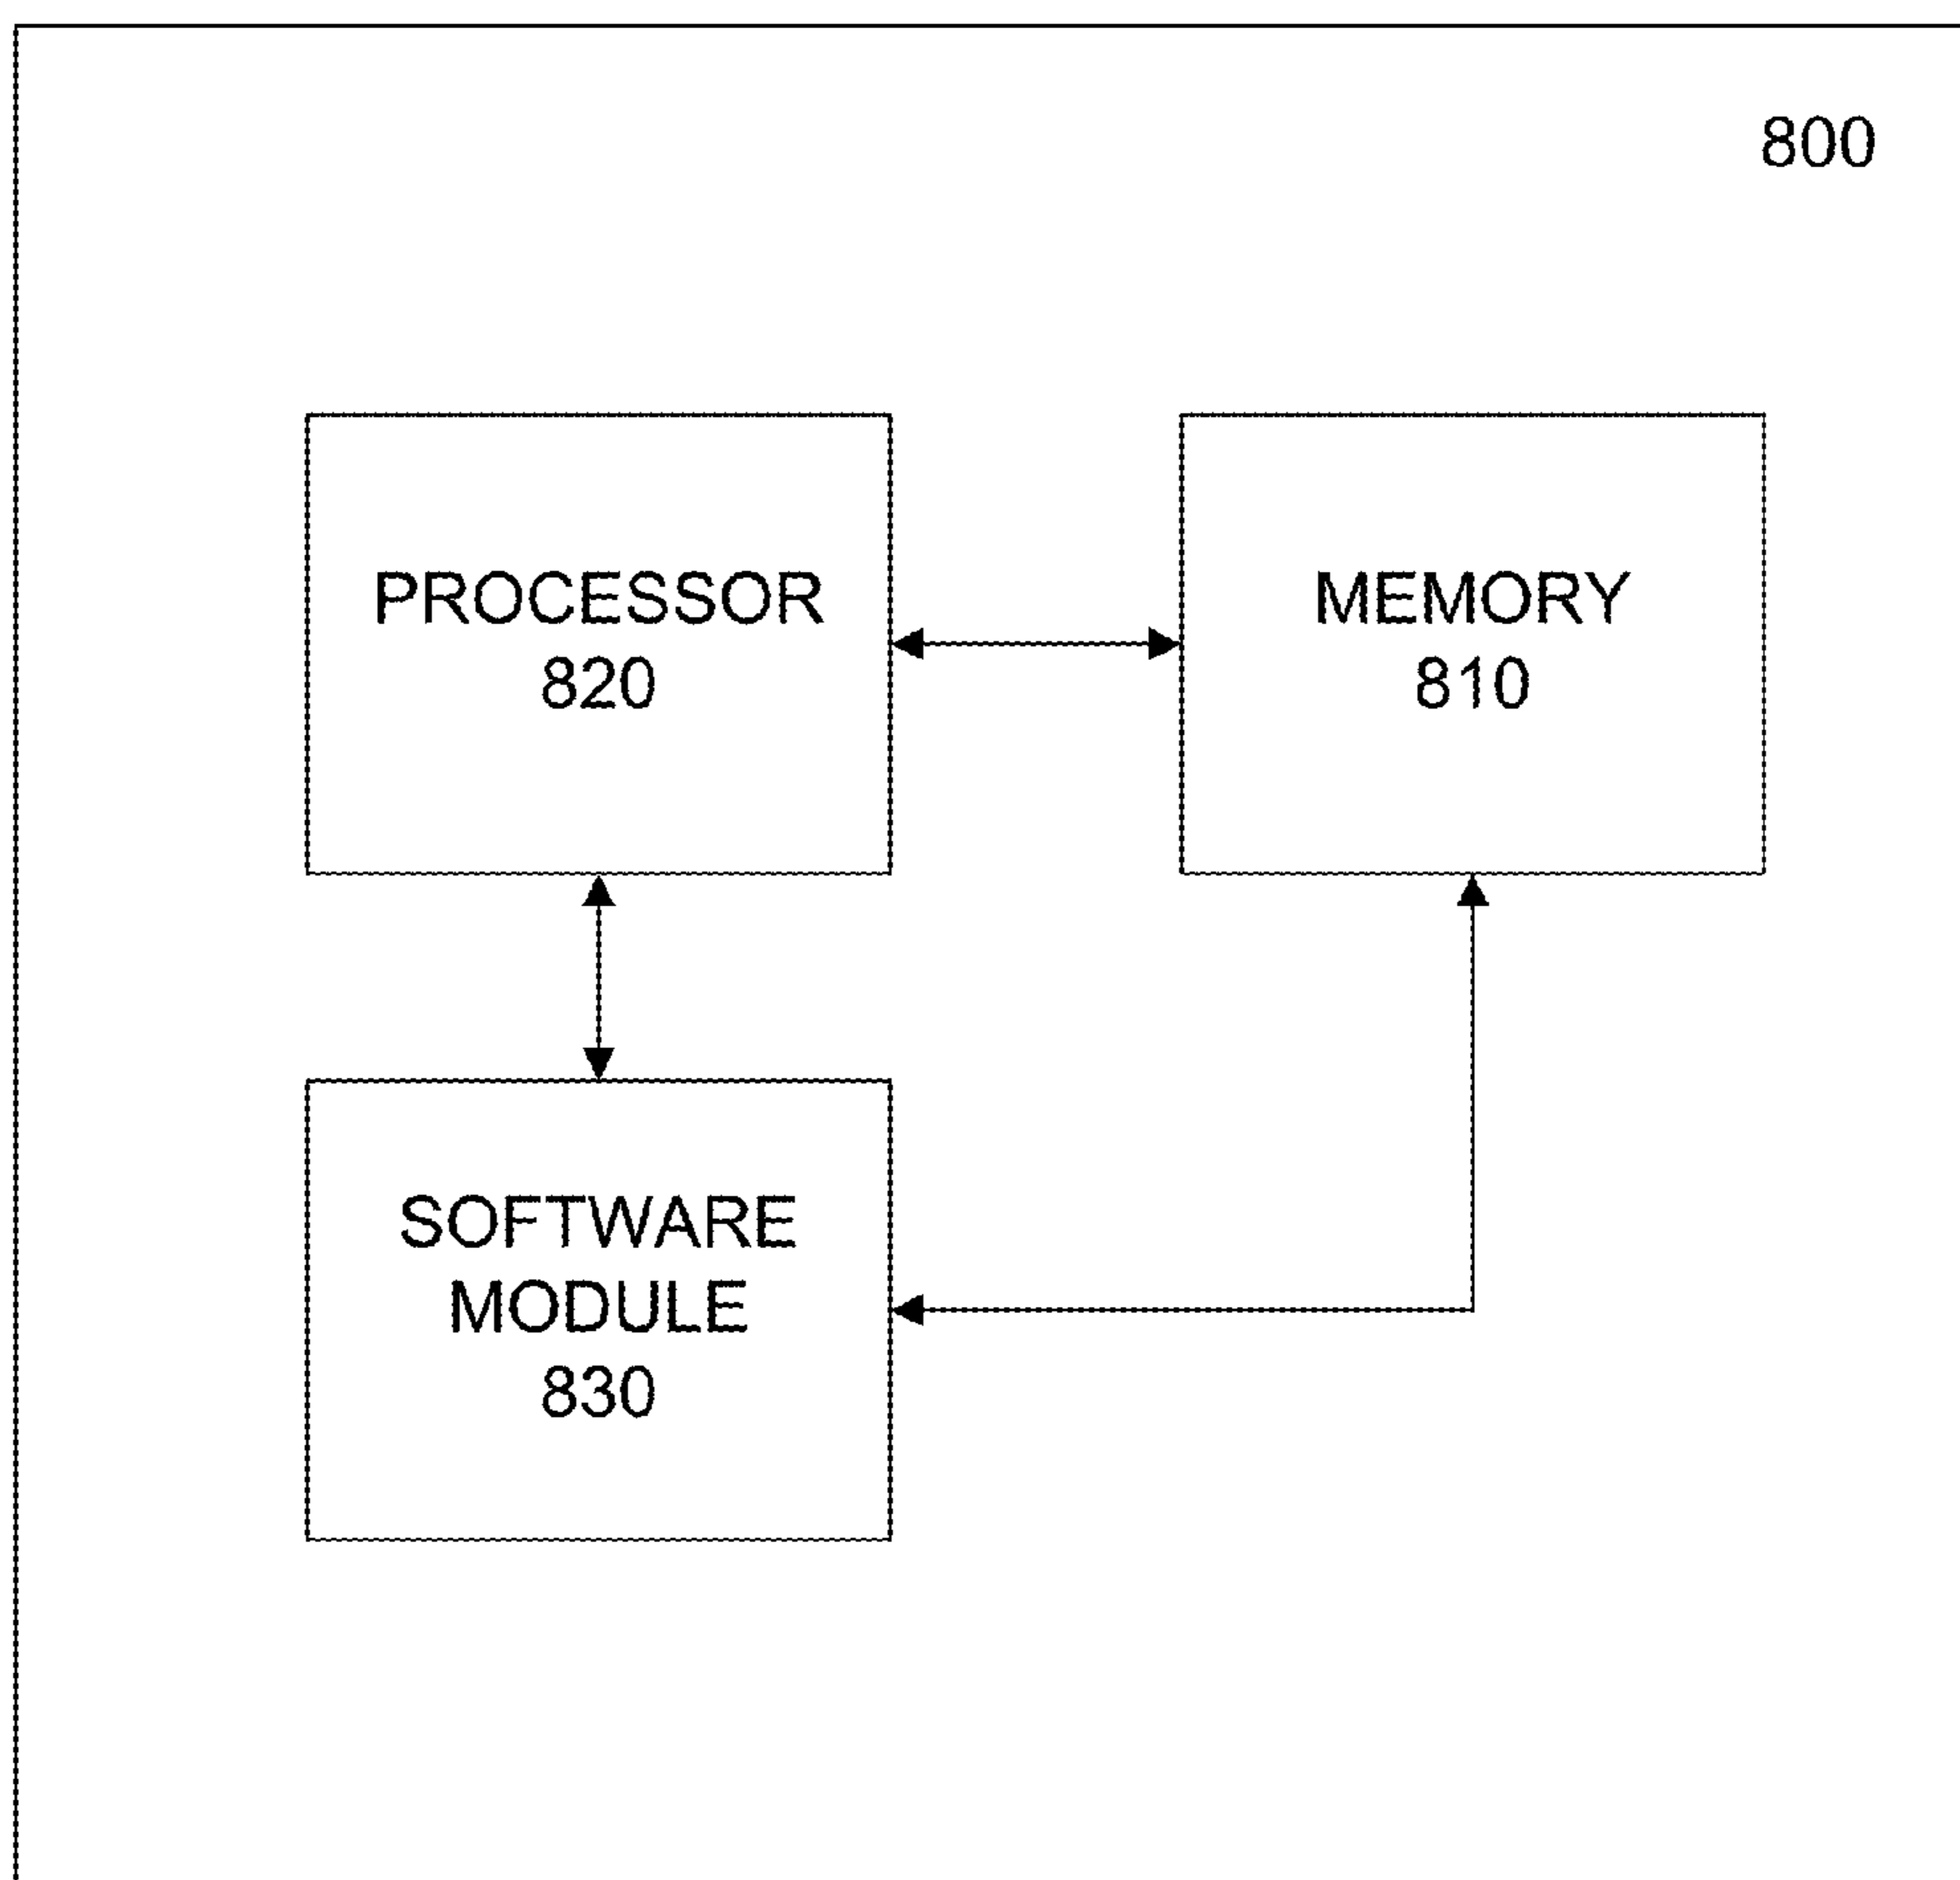 800
PROCESSOR
820
MEMORY
810
SOFTWARE
MODULE
830